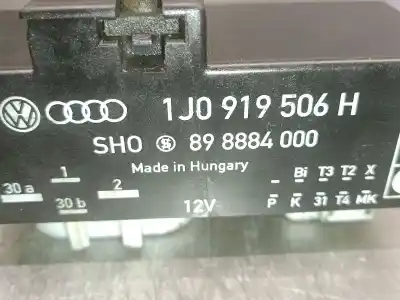 1J0 919 506 H
SHO S 89 8884 000
Made in Hungary
1
30 a
2
30 b
12V
- Bi T3 T2 X
P K 31 T4 MK